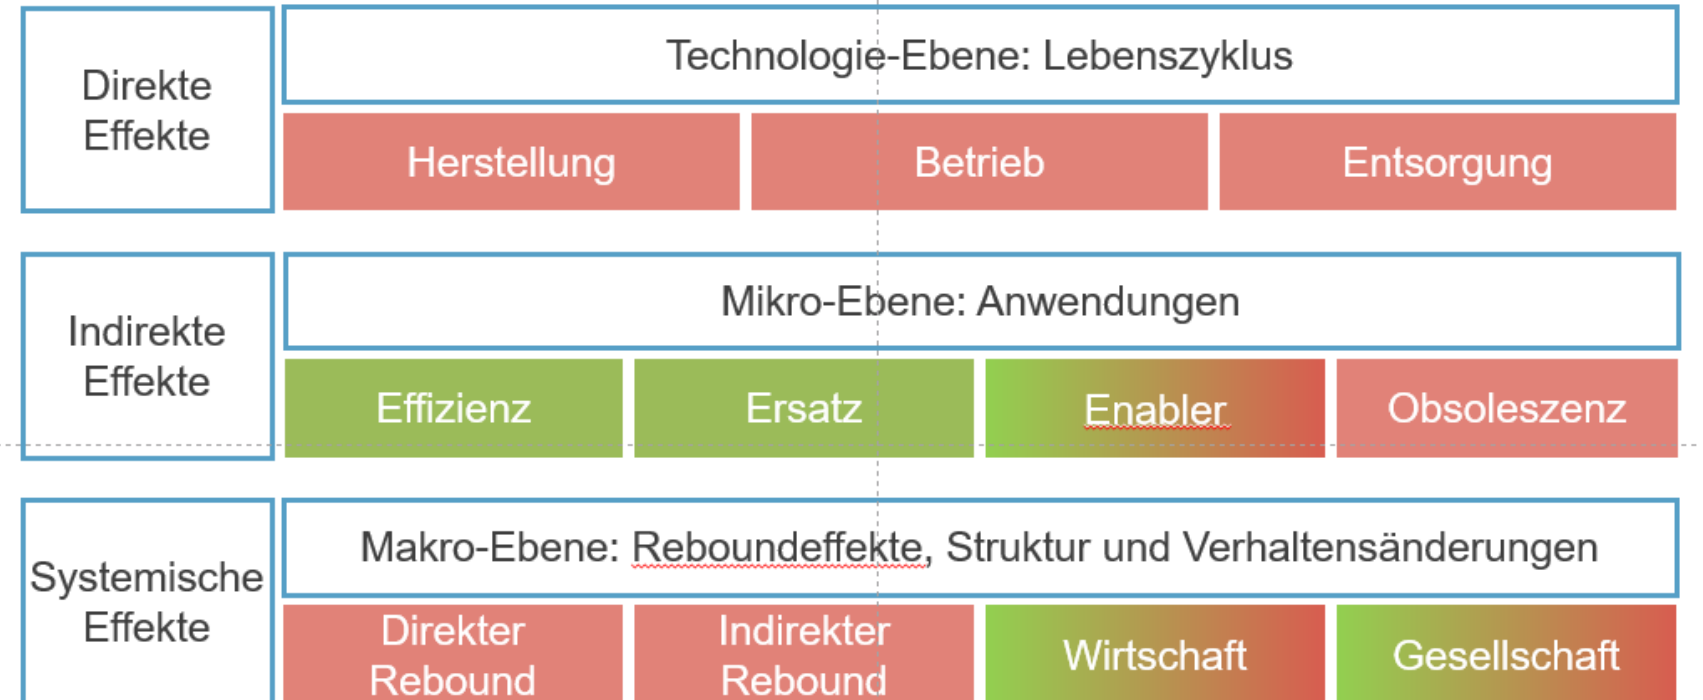 Direkte
Effekte
Technologie-Ebene: Lebenszyklus
Herstellung
Betrieb
Entsorgung
Indirekte
Effekte
Mikro-Ebene: Anwendungen
Effizienz
Ersatz
Enabler
Obsoleszenz
Systemische
Effekte
Makro-Ebene: Reboundeffekte, Struktur und Verhaltensänderungen
Direkter
Rebound
Indirekter
Rebound
Wirtschaft
Gesellschaft